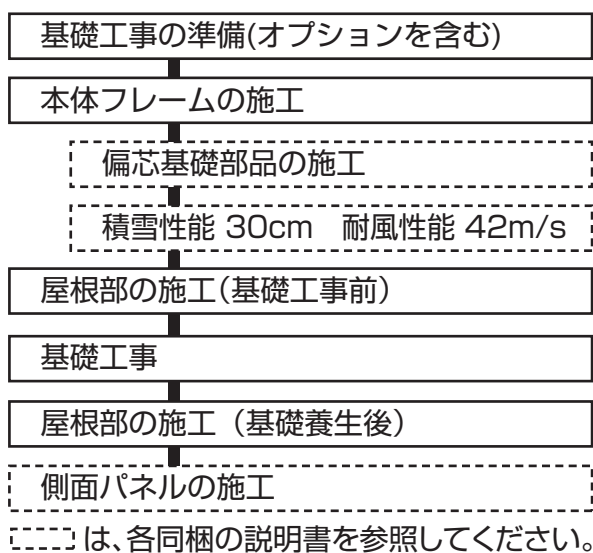 基礎工事の準備(オプションを含む)
本体フレームの施工
偏芯基礎部品の施工
積雪性能 30cm　耐風性能 42m/s
屋根部の施工(基礎工事前)
基礎工事
屋根部の施工（基礎養生後）
側面パネルの施工
は、各同梱の説明書を参照してください。